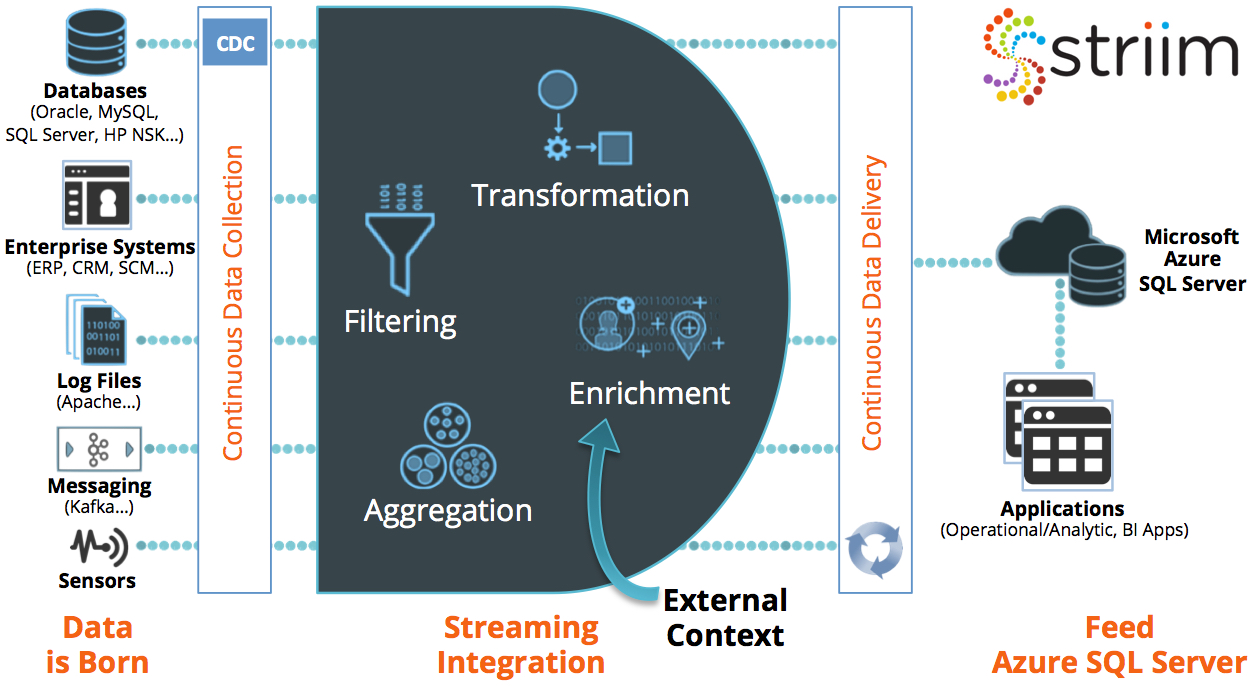 CDC
striim
Databases
(Oracle, MySQL,
SQL Server, HP NSK...)
Enterprise Systems
(ERP, CRM, SCM...)
110100
001101
010011
Log Files
(Apache...)
Messaging
(Kafka...)
Sensors
Data
is Born
Continuous Data Collection
Transformation
Filtering
Enrichment
Aggregation
External
Context
Streaming
Integration
Continuous Data Delivery
Microsoft
Azure
SQL Server
Applications
(Operational/Analytic, BI Apps)
Feed
Azure SQL Server